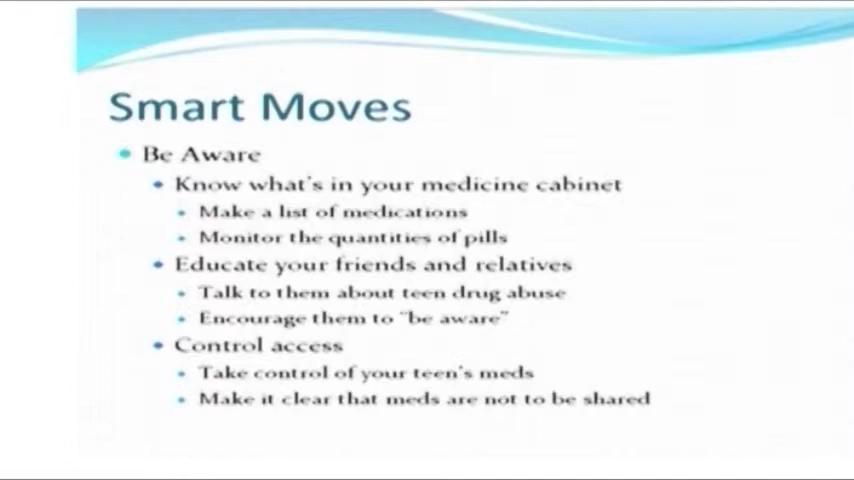 Smart Moves
Be Aware
Know what's in your medicine cabinet
Make a list of medications
Monitor the quantities of pills
Educate your friends and relatives
Talk to them about teen drug abuse
Encourage them to "be aware"
Control access
Take control of your teen's meds
Make it clear that meds are not to be shared